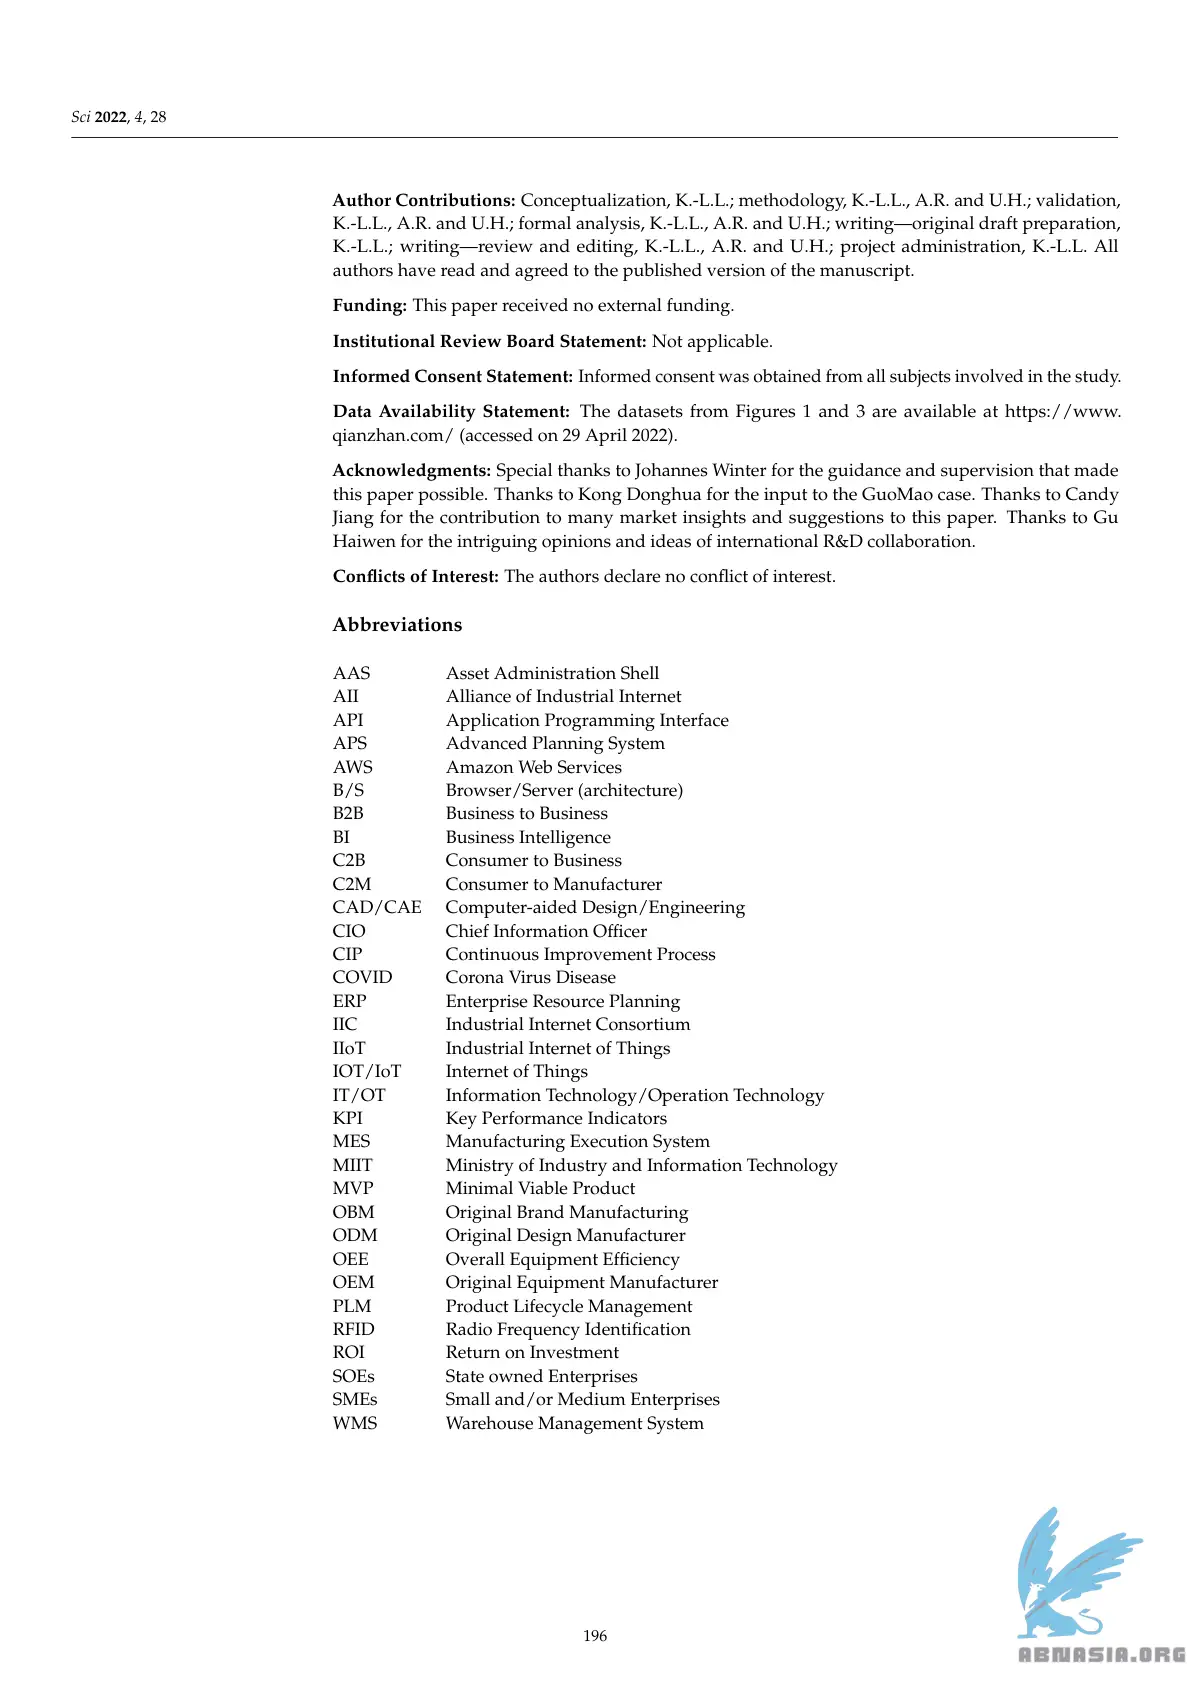 Sci 2022, 4, 28
Author Contributions: Conceptualization, K.-L.L.; methodology, K.-L.L., A.R. and U.H.; validation,
K.-L.L., A.R. and U.H.; formal analysis, K.-L.L., A.R. and U.H.; writing—original draft preparation,
K.-L.L.; writing—review and editing, K.-L.L., A.R. and U.H.; project administration, K.-L.L. All
authors have read and agreed to the published version of the manuscript.
Funding: This paper received no external funding.
Institutional Review Board Statement: Not applicable.
Informed Consent Statement: Informed consent was obtained from all subjects involved in the study.
Data Availability Statement: The datasets from Figures 1 and 3 are available at https://www.
qianzhan.com/ (accessed on 29 April 2022).
Acknowledgments: Special thanks to Johannes Winter for the guidance and supervision that made
this paper possible. Thanks to Kong Donghua for the input to the GuoMao case. Thanks to Candy
Jiang for the contribution to many market insights and suggestions to this paper. Thanks to Gu
Haiwen for the intriguing opinions and ideas of international R&D collaboration.
Conflicts of Interest: The authors declare no conflict of interest.
Abbreviations
AAS Asset Administration Shell
AII Alliance of Industrial Internet
API Application Programming Interface
APS Advanced Planning System
AWS Amazon Web Services
B/S Browser/Server (architecture)
B2B Business to Business
BI Business Intelligence
C2B Consumer to Business
C2M Consumer to Manufacturer
CAD/CAE Computer-aided Design/Engineering
CIO Chief Information Officer
CIP Continuous Improvement Process
COVID Corona Virus Disease
ERP Enterprise Resource Planning
IIC Industrial Internet Consortium
IIoT Industrial Internet of Things
IOT/IoT Internet of Things
IT/OT Information Technology/Operation Technology
KPI Key Performance Indicators
MES Manufacturing Execution System
MIIT Ministry of Industry and Information Technology
MVP Minimal Viable Product
OBM Original Brand Manufacturing
ODM Original Design Manufacturer
OEE Overall Equipment Efficiency
OEM Original Equipment Manufacturer
PLM Product Lifecycle Management
RFID Radio Frequency Identification
ROI Return on Investment
SOEs State owned Enterprises
SMEs Small and/or Medium Enterprises
WMS Warehouse Management System
196
ABNASIA.ORG